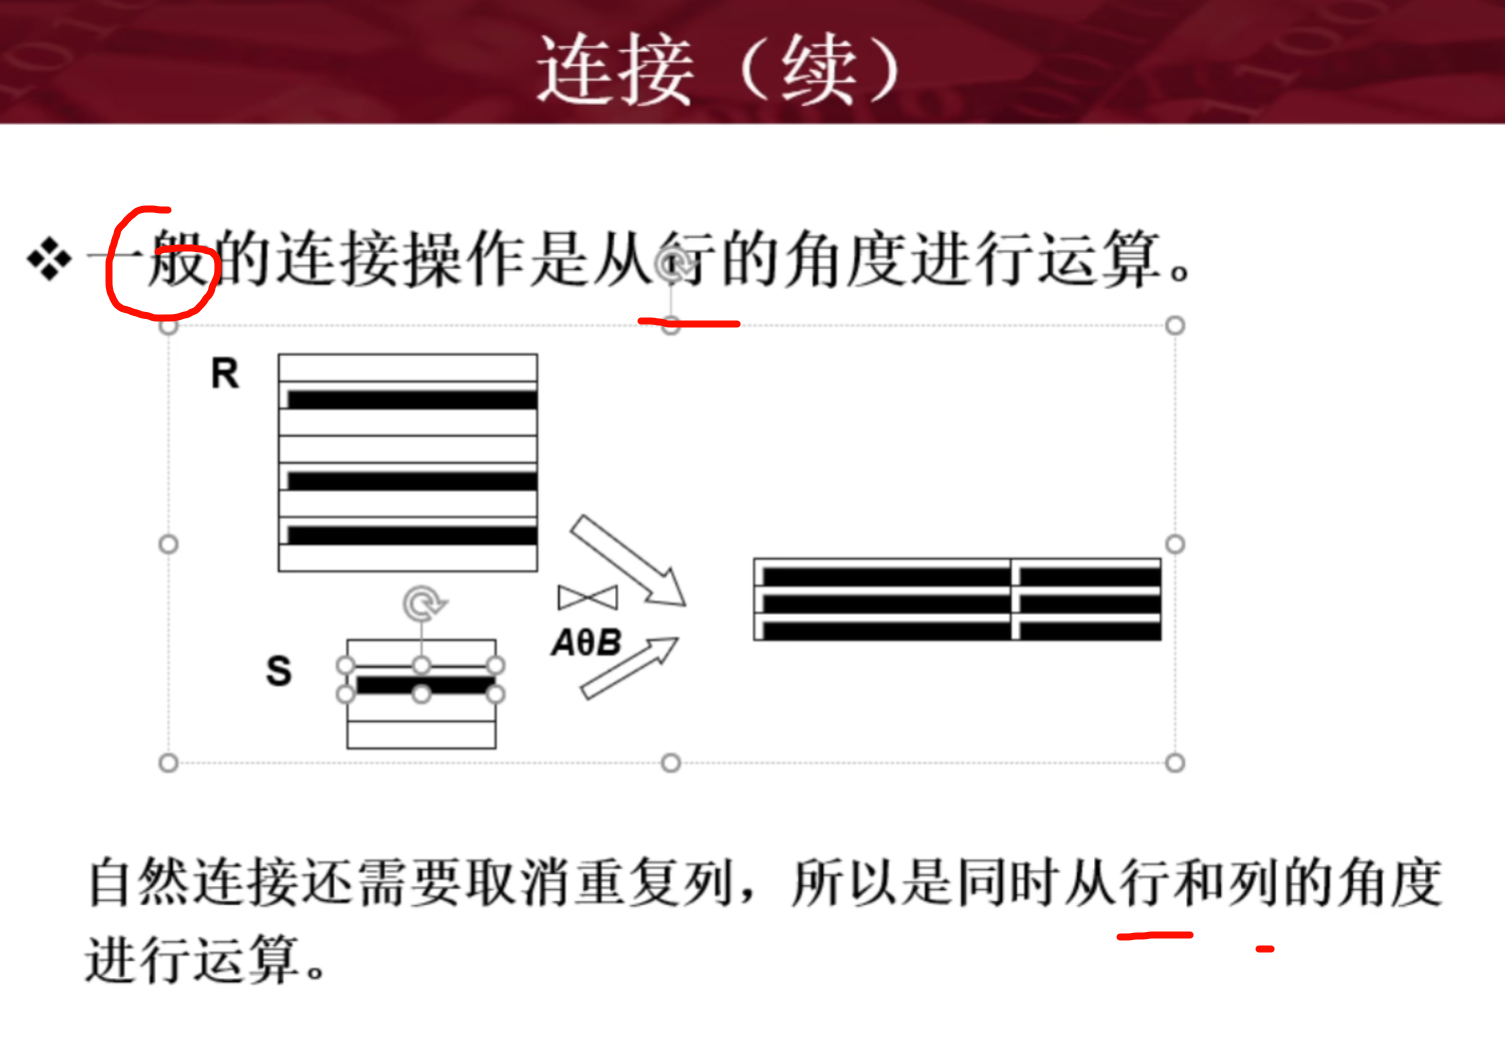 连接（续）
一般的连接操作是从行的角度进行运算。
R
AθB
S
自然连接还需要取消重复列，所以是同时从行和列的角度
进行运算。